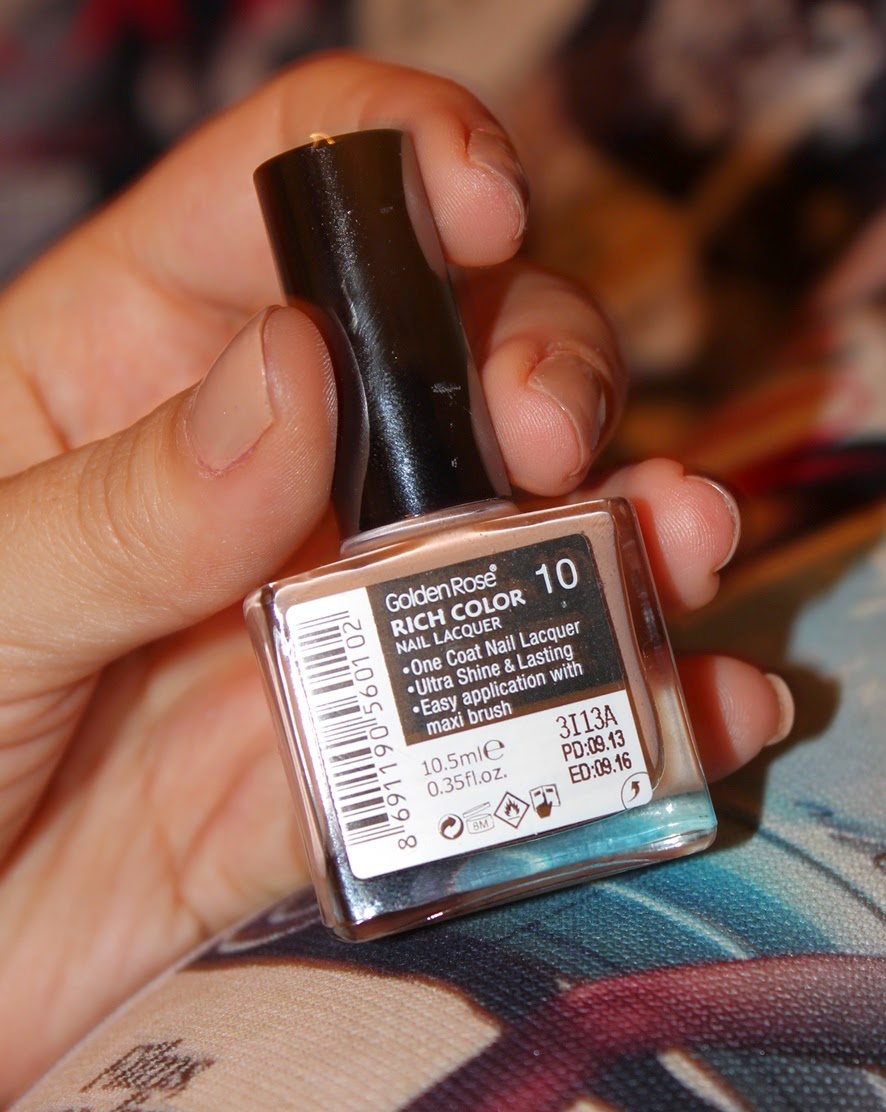 GoldenRose® 10
RICH COLOR
NAIL LACQUER
•One Coat Nail Lacquer
•Ultra Shine & Lasting
•Easy application with
maxi brush
3I13A
10.5ml℮ PD:09.13
0.35fl.oz. ED:09.16
8M
8 691190 560102